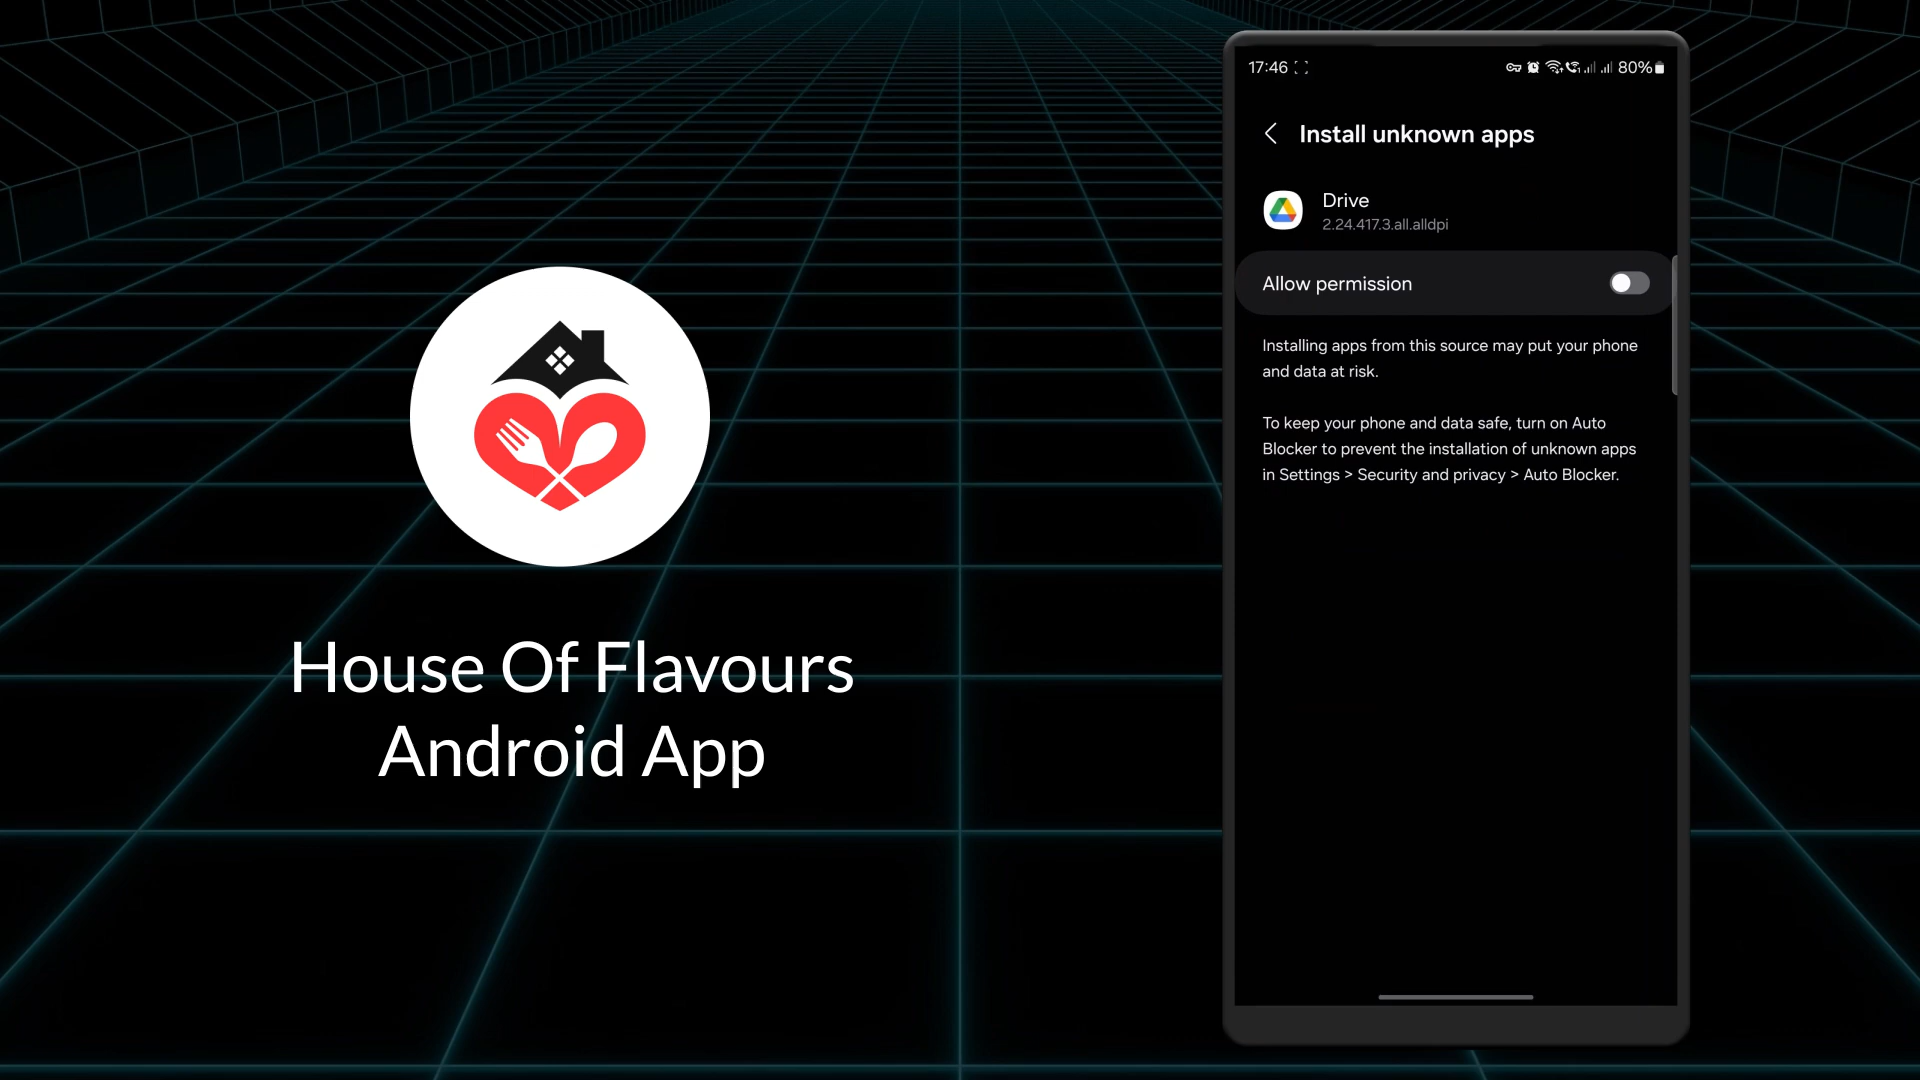 House Of Flavours
Android App
17:46
80%
Install unknown apps
Drive
2.24.417.3.all.alldpi
Allow permission
Installing apps from this source may put your phone
and data at risk.
To keep your phone and data safe, turn on Auto
Blocker to prevent the installation of unknown apps
in Settings > Security and privacy > Auto Blocker.